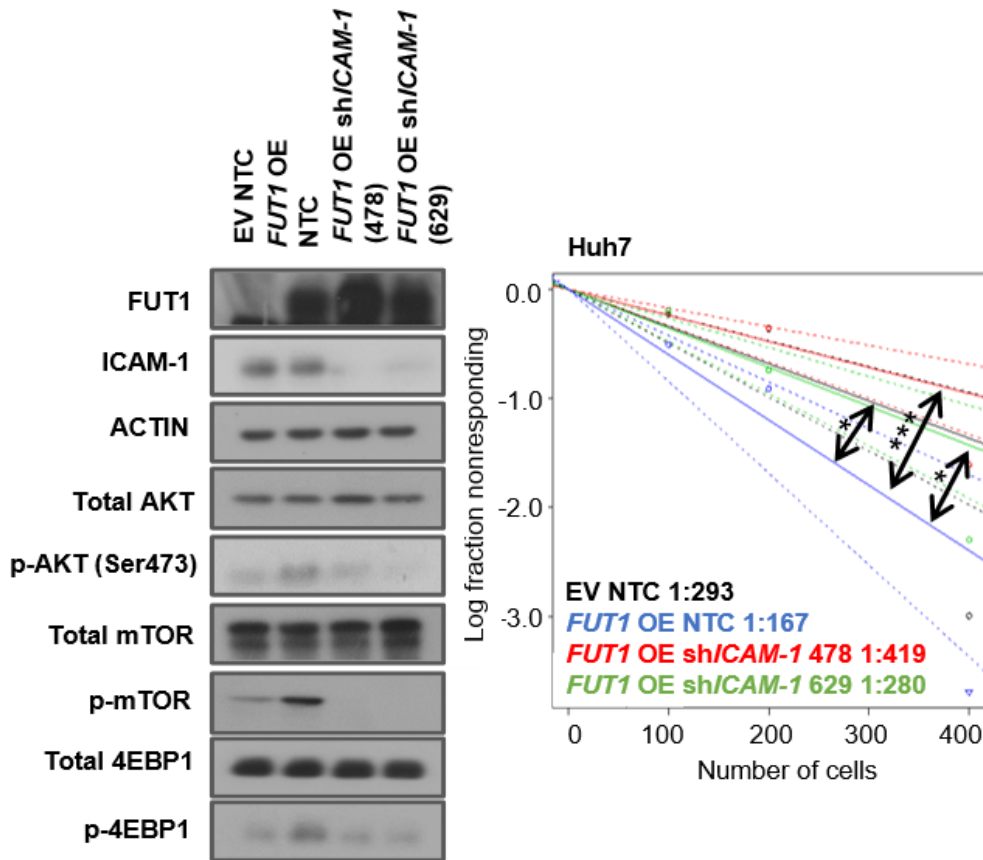 EV NTC
FUT1 OE
NTC
FUT1 OE shICAM-1
(478)
FUT1 OE shICAM-1
(629)
FUT1
ICAM-1
ACTIN
Total AKT
p-AKT (Ser473)
Total mTOR
p-mTOR
Total 4EBP1
p-4EBP1
Huh7
Log fraction nonresponding
0.0
-1.0
-2.0
-3.0
*
***
*
EV NTC 1:293
FUT1 OE NTC 1:167
FUT1 OE shICAM-1 478 1:419
FUT1 OE shICAM-1 629 1:280
0 100 200 300 400
Number of cells